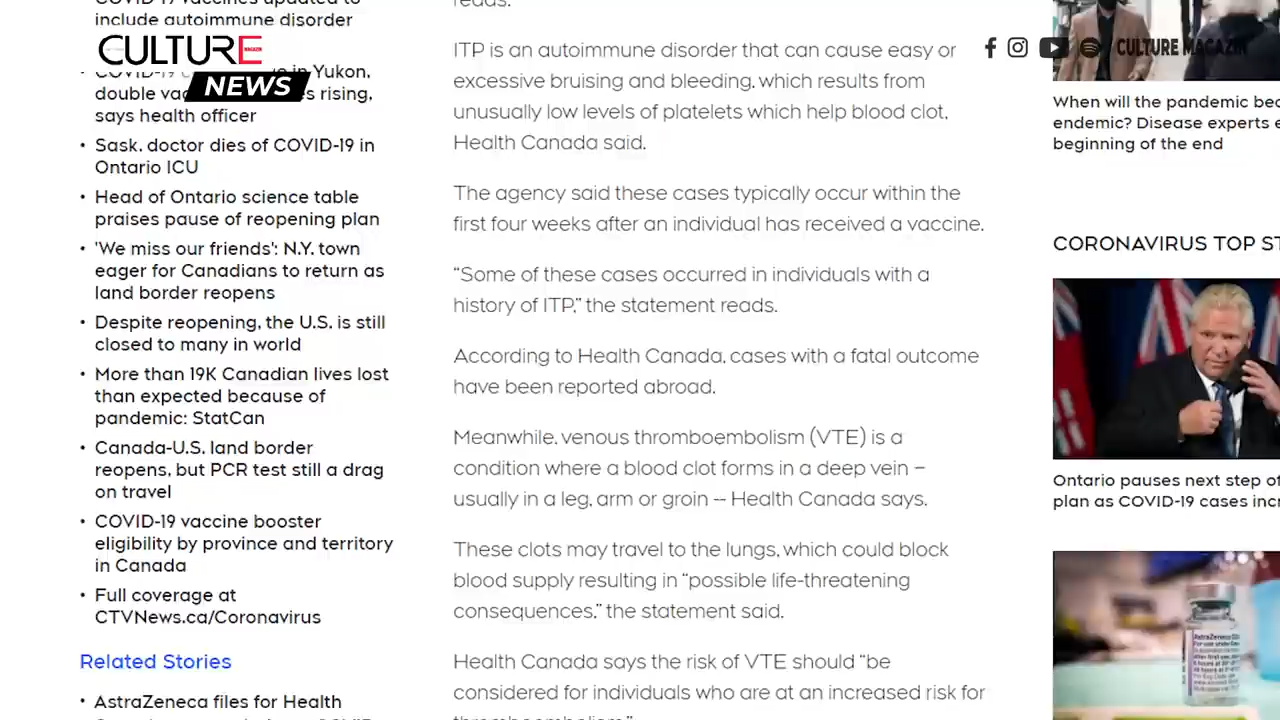 COVID-19 vaccines updated to
include autoimmune disorder
CULTURE
NEWS
COVID-19
in Yukon,
double
rising,
says health officer
• Sask. doctor dies of COVID-19 in
Ontario ICU
• Head of Ontario science table
praises pause of reopening plan
• 'We miss our friends': N.Y. town
eager for Canadians to return as
land border reopens
• Despite reopening, the U.S. is still
closed to many in world
• More than 19K Canadian lives lost
than expected because of
pandemic: StatCan
• Canada-U.S. land border
reopens, but PCR test still a drag
on travel
• COVID-19 vaccine booster
eligibility by province and territory
in Canada
• Full coverage at
CTVNews.ca/Coronavirus
Related Stories
• AstraZeneca files for Health
reads.
ITP is an autoimmune disorder that can cause easy or
excessive bruising and bleeding, which results from
unusually low levels of platelets which help blood clot,
Health Canada said.
The agency said these cases typically occur within the
first four weeks after an individual has received a vaccine.
“Some of these cases occurred in individuals with a
history of ITP,” the statement reads.
According to Health Canada, cases with a fatal outcome
have been reported abroad.
Meanwhile, venous thromboembolism (VTE) is a
condition where a blood clot forms in a deep vein –
usually in a leg, arm or groin -- Health Canada says.
These clots may travel to the lungs, which could block
blood supply resulting in “possible life-threatening
consequences,” the statement said.
Health Canada says the risk of VTE should “be
considered for individuals who are at an increased risk for
thromboembolism.”
CULTURE MAGAZIN
When will the pandemic
endemic? Disease experts
beginning of the end
CORONAVIRUS TOP
Ontario pauses next step of
plan as COVID-19 cases
AstraZeneca